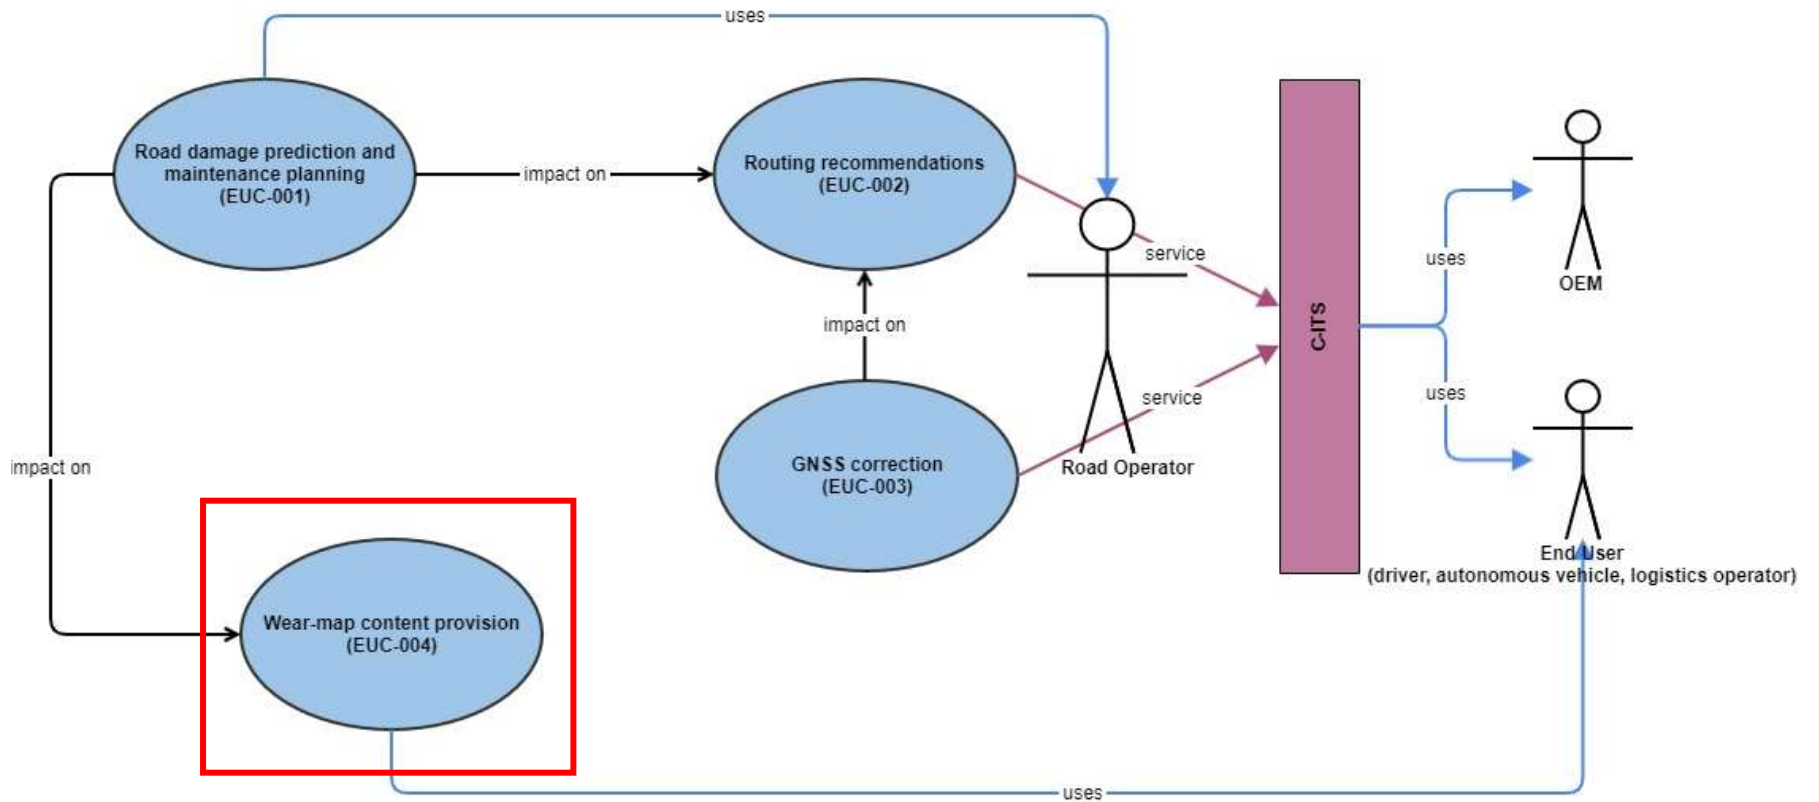 uses
Road damage prediction and
maintenance planning
(EUC-001)
impact on
Routing recommendations
(EUC-002)
service
uses
OEM
C-ITS
impact on
uses
service
GNSS correction
(EUC-003)
Road Operator
impact on
End User
(driver, autonomous vehicle, logistics operator)
Wear-map content provision
(EUC-004)
uses